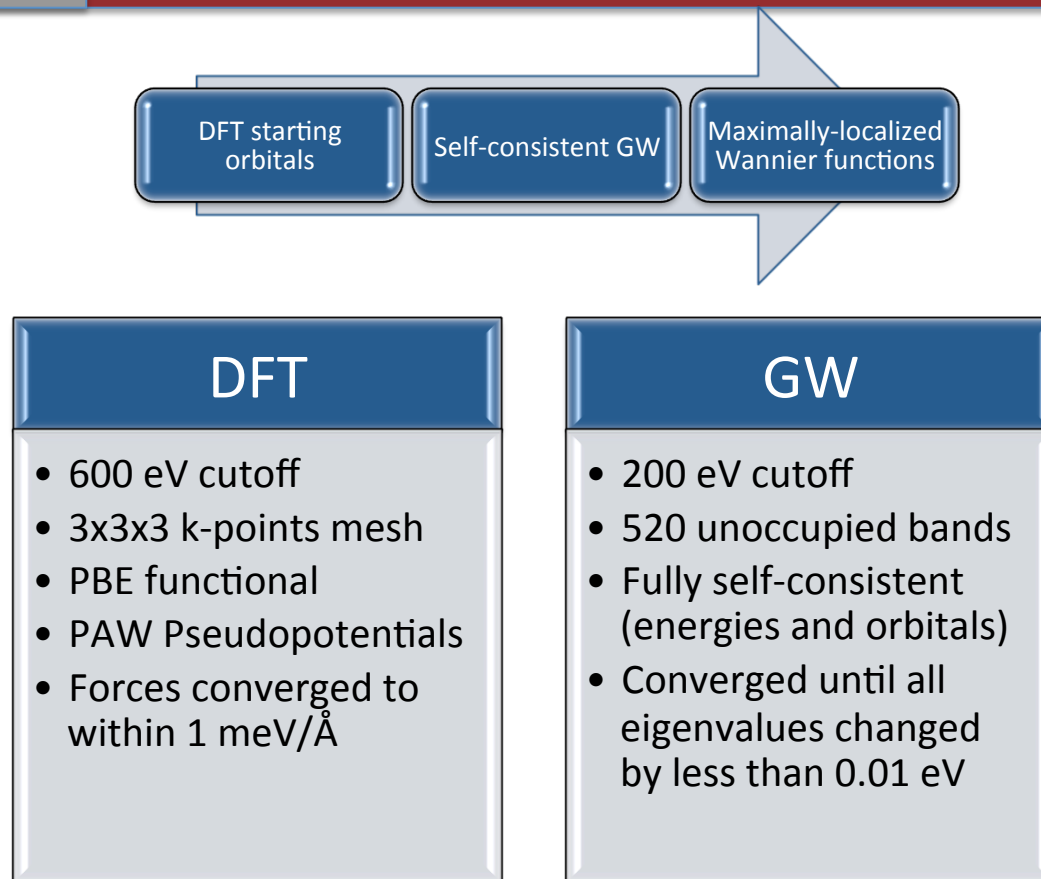 DFT starting
orbitals
Self-consistent GW
Maximally-localized
Wannier functions
DFT
• 600 eV cutoff
• 3x3x3 k-points mesh
• PBE functional
• PAW Pseudopotentials
• Forces converged to
within 1 meV/Å
GW
• 200 eV cutoff
• 520 unoccupied bands
• Fully self-consistent
(energies and orbitals)
• Converged until all
eigenvalues changed
by less than 0.01 eV